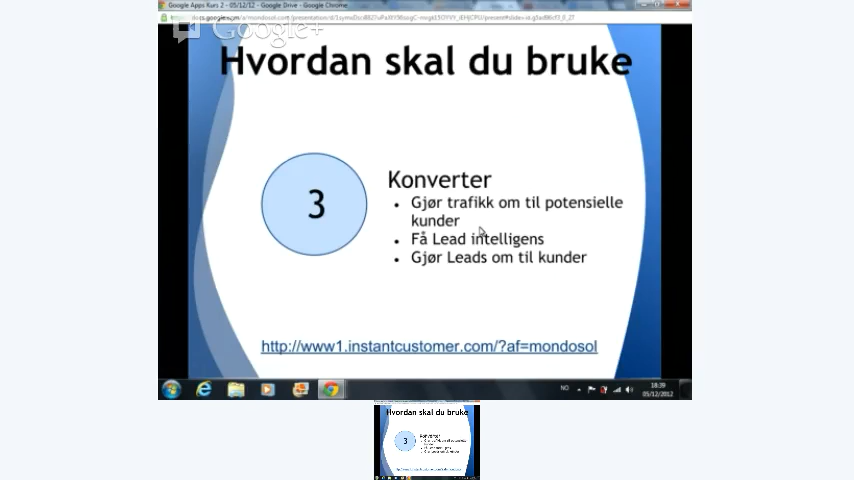 Google Apps Kurs 2 - 05/12/12 - Google Drive - Google Chrome
Google+
Hvordan skal du bruke
3
Konverter
• Gjør trafikk om til potensielle
kunder
• Få Lead intelligens
• Gjør Leads om til kunder
http://www1.instantcustomer.com/?af=mondosol
NO
18:39
05/12/2012
Hvordan skal du bruke
3
Konverter